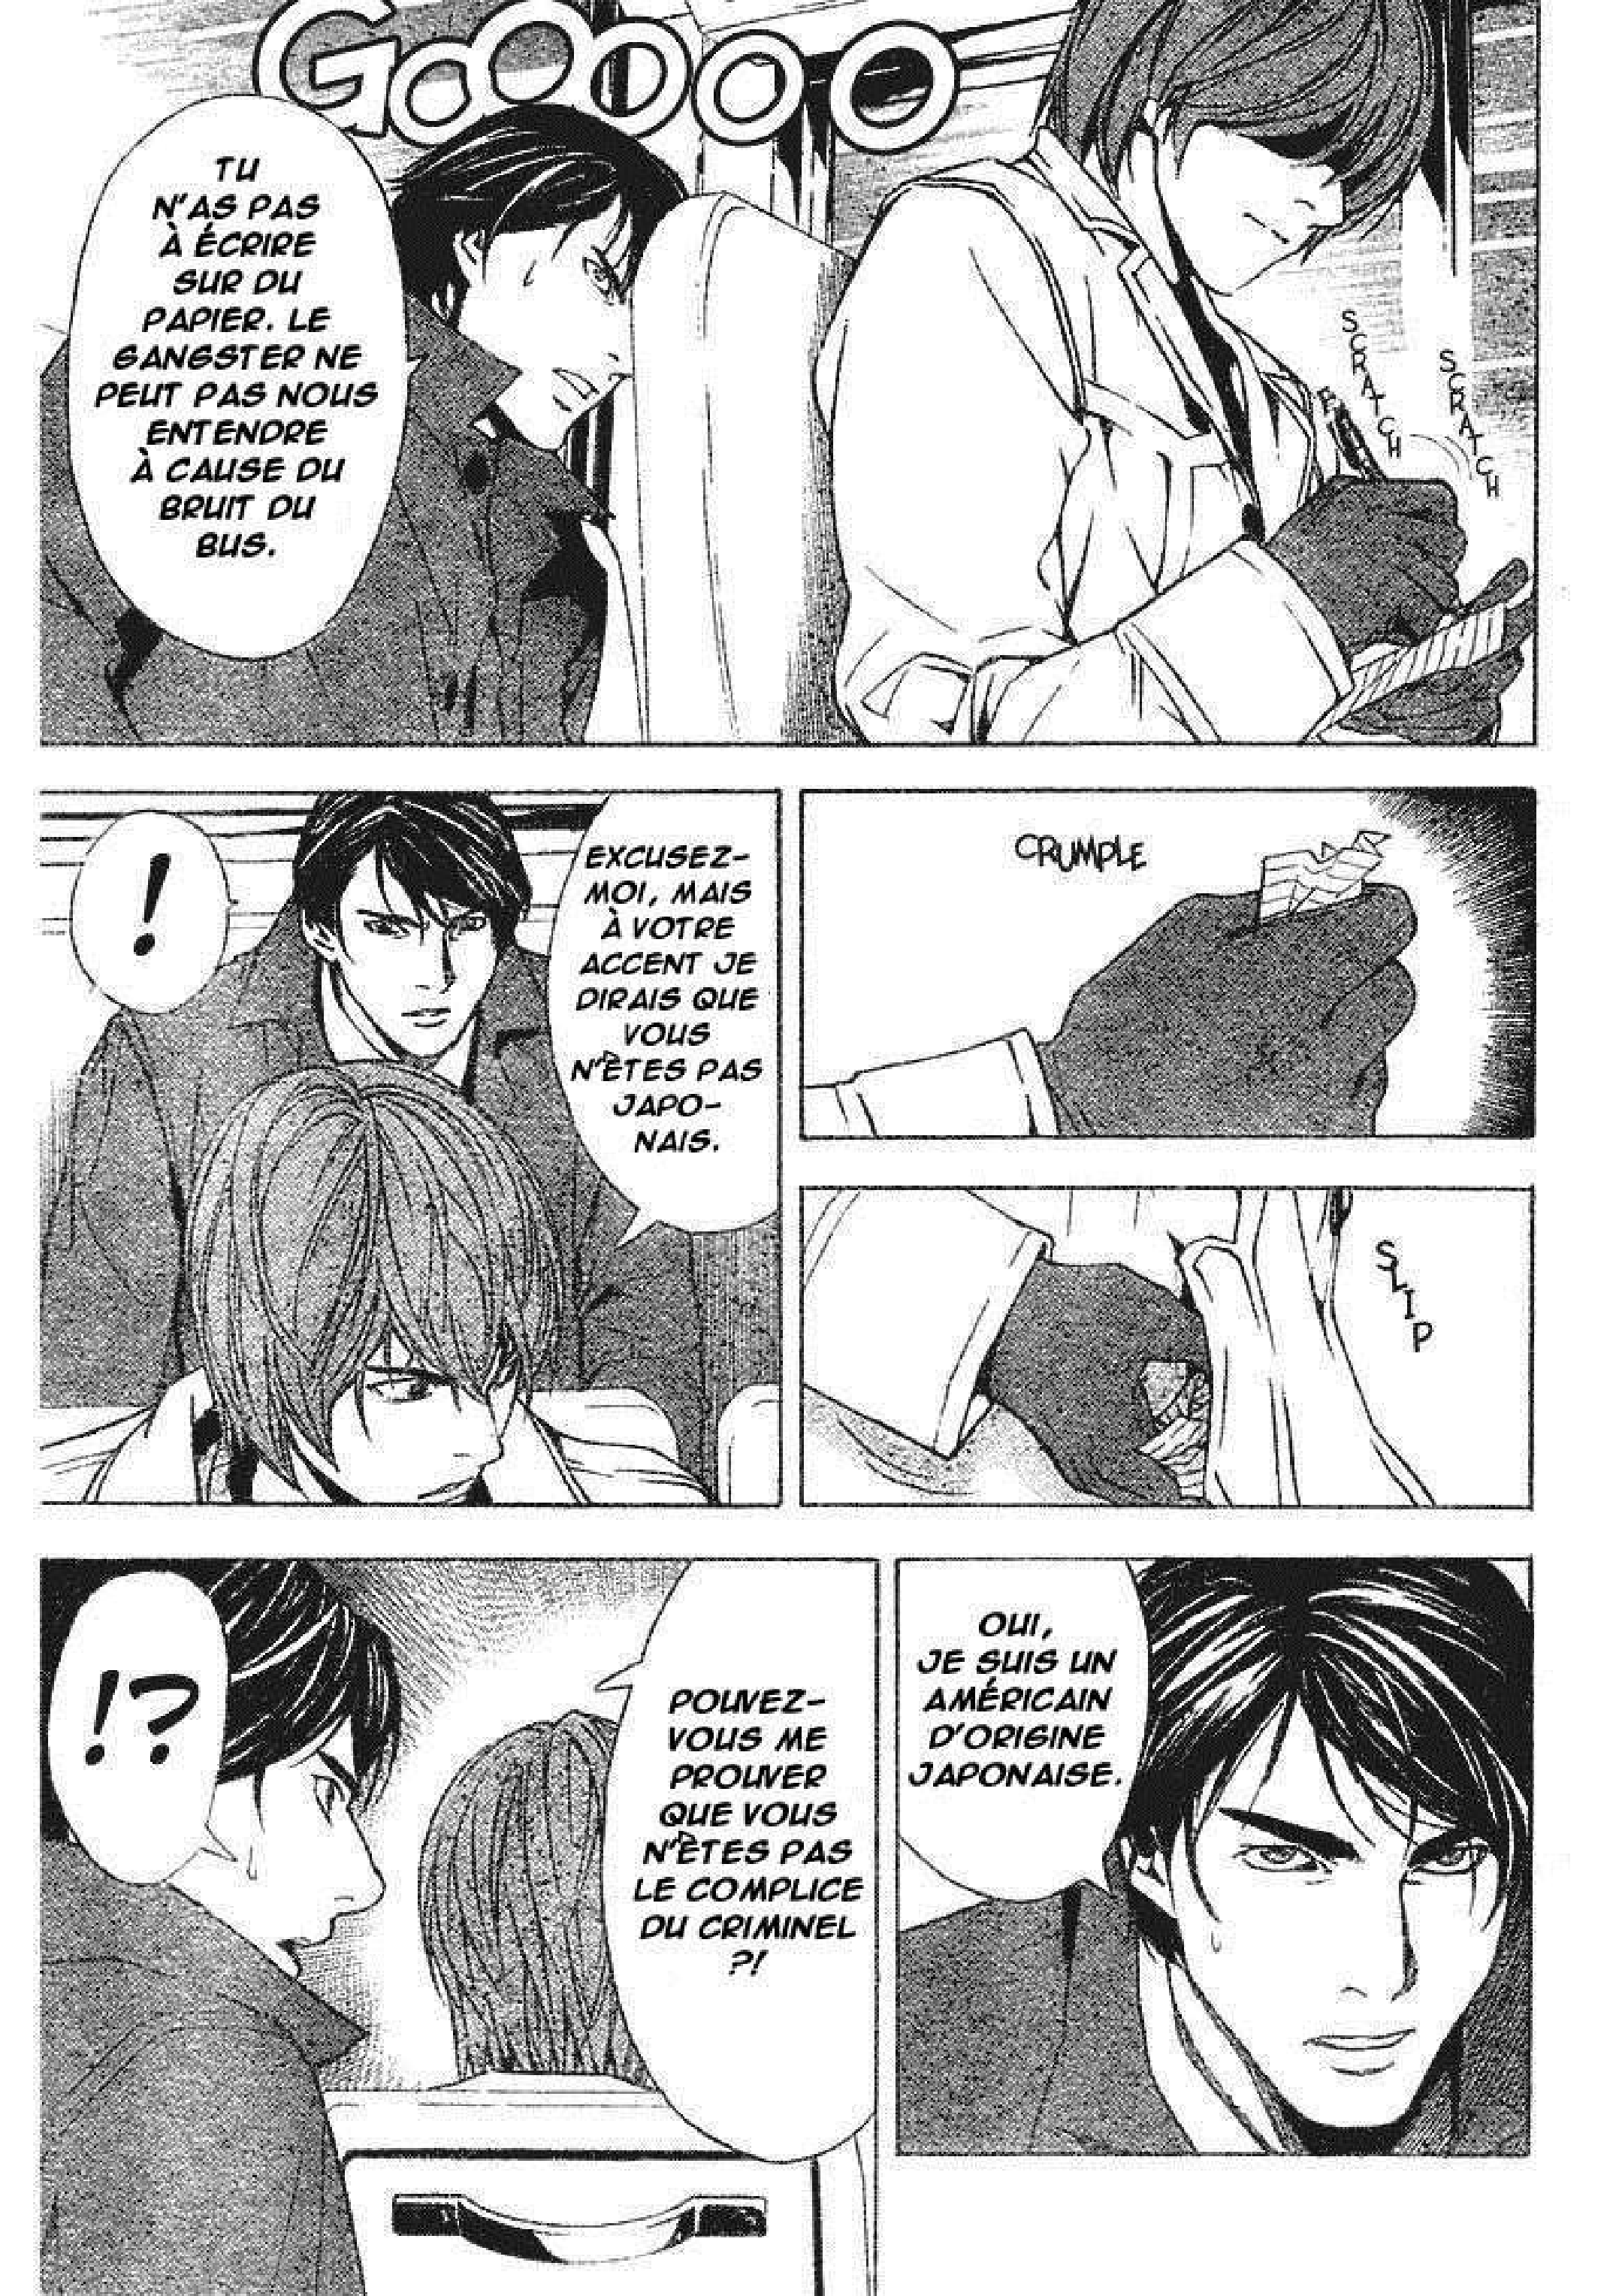 GOOOOOO
SCRATCH
SCRATCH
TU
N'AS PAS
À ÉCRIRE
SUR DU
PAPIER. LE
GANGSTER NE
PEUT PAS NOUS
ENTENDRE
À CAUSE DU
BRUIT DU
BUS.
CRUMPLE
SLIP
EXCUSEZ-
MOI, MAIS
À VOTRE
ACCENT JE
DIRAIS QUE
VOUS
N'ÊTES PAS
JAPO-
NAIS.
!
OUI,
JE SUIS UN
AMÉRICAIN
D'ORIGINE
JAPONAISE.
POUVEZ-
VOUS ME
PROUVER
QUE VOUS
N'ÊTES PAS
LE COMPLICE
DU CRIMINEL
?!
!?